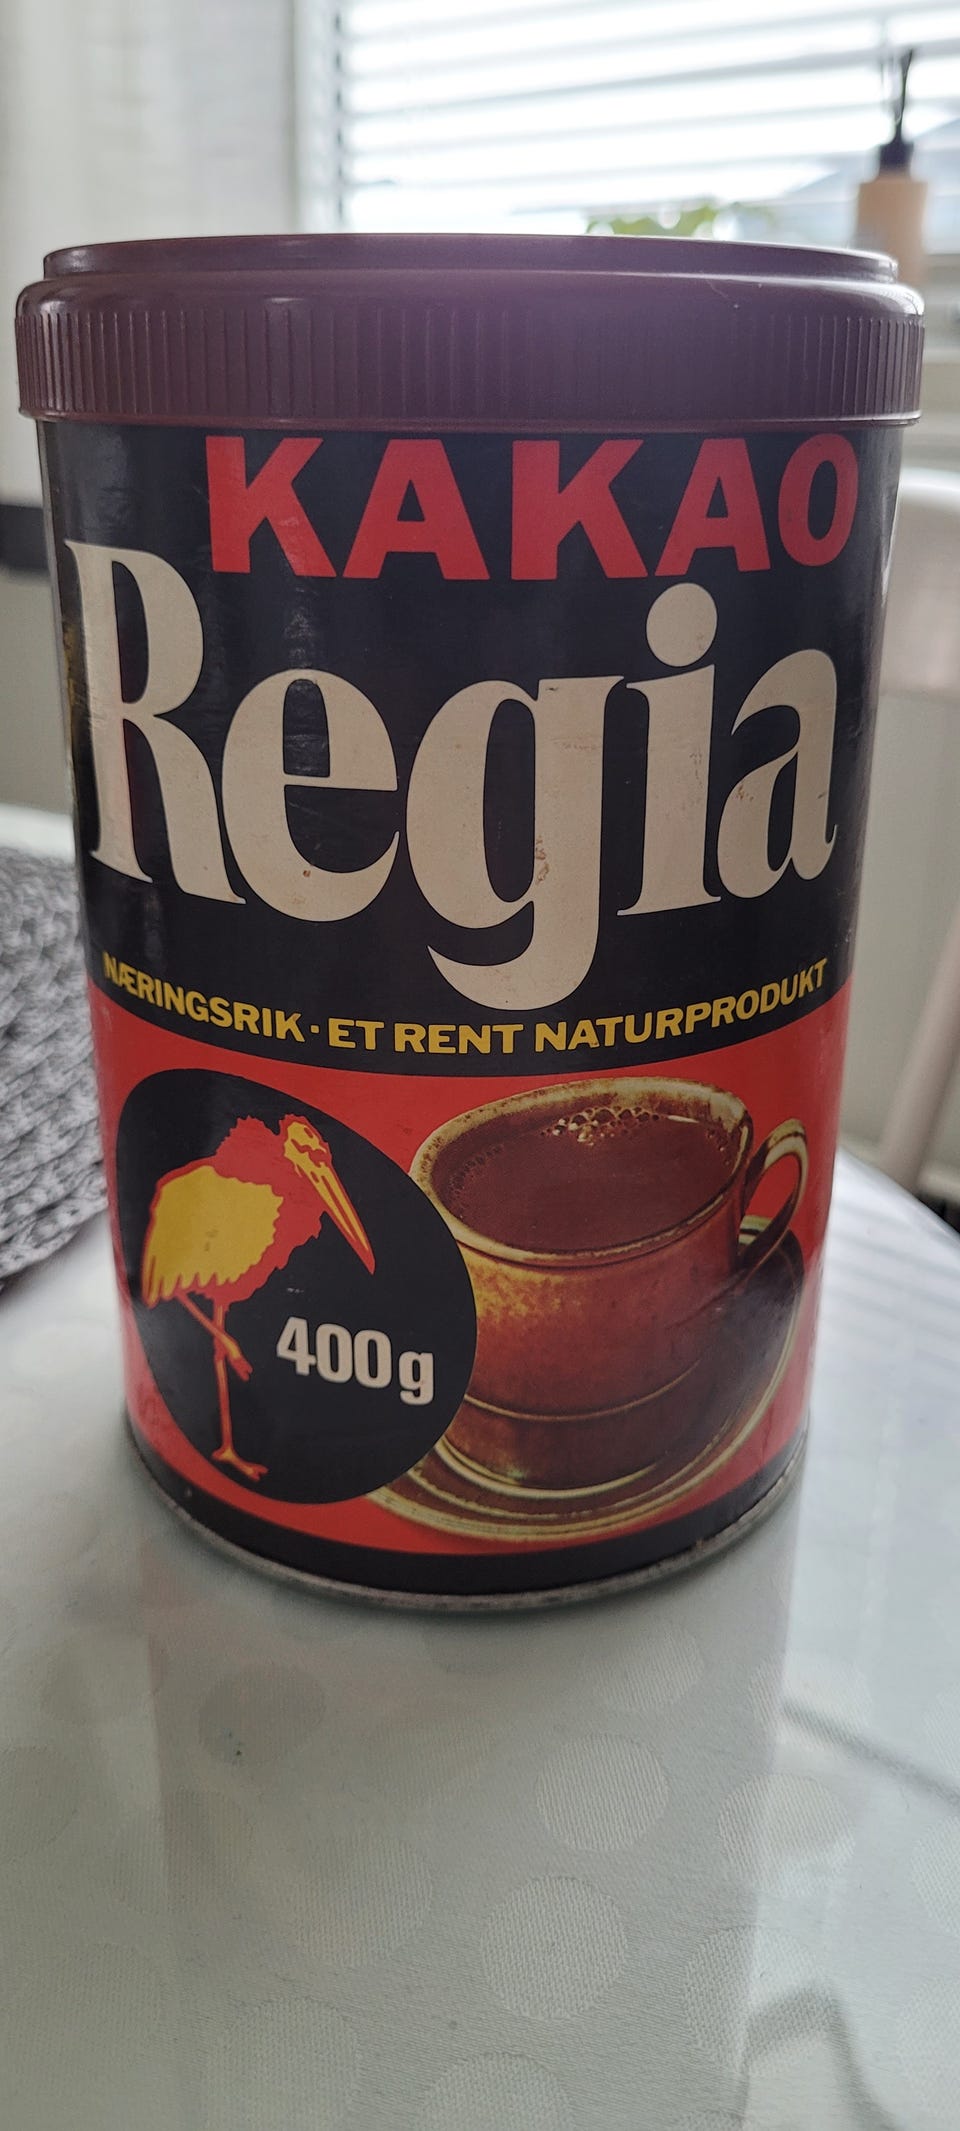 KAKAO
Regia
NÆRINGSRIK · ET RENT NATURPRODUKT
400g